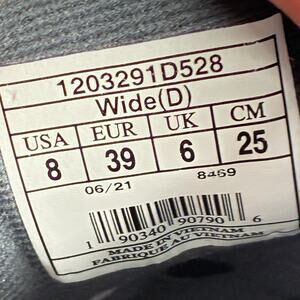 1203291D528
Wide(D)
USA EUR UK CM
8 39 6 25
06/21 8469
1 90340 90790 6
MADE IN VIETNAM
FABRIQUE AU VIETNAM